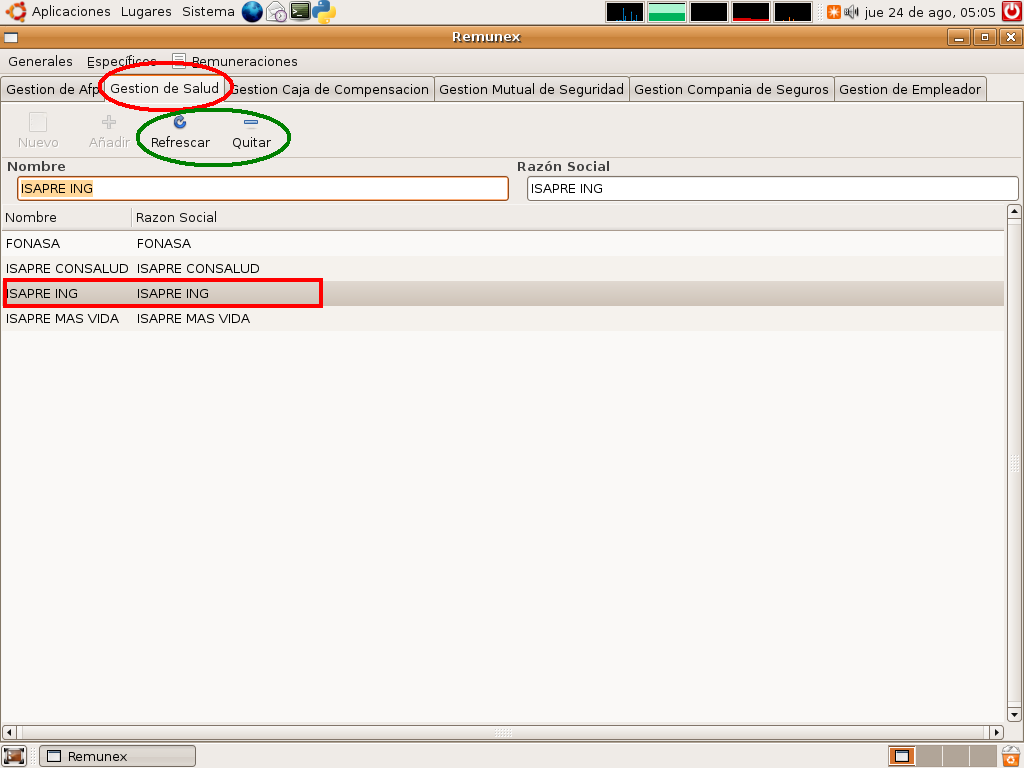 Aplicaciones Lugares Sistema jue 24 de ago, 05:05
Remunex
Generales Específicos Remuneraciones
Gestion de Afp Gestion de Salud Gestion Caja de Compensacion Gestion Mutual de Seguridad Gestion Compania de Seguros Gestion de Empleador
Nuevo Añadir Refrescar Quitar
Nombre Razón Social
ISAPRE ING ISAPRE ING
Nombre Razon Social
FONASA FONASA
ISAPRE CONSALUD ISAPRE CONSALUD
ISAPRE ING ISAPRE ING
ISAPRE MAS VIDA ISAPRE MAS VIDA
Remunex